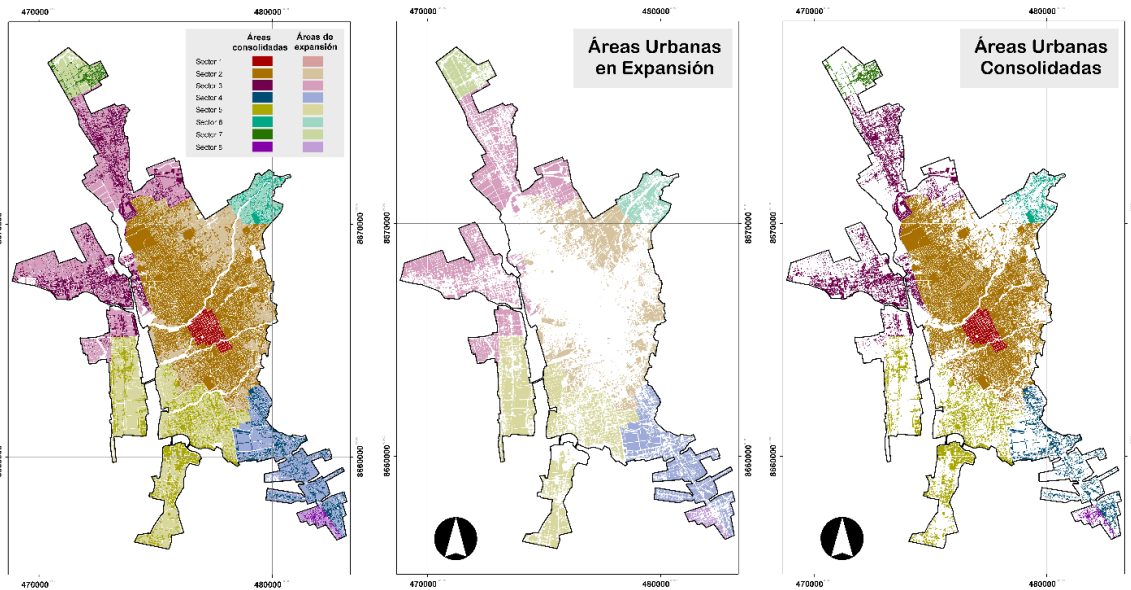 470000
480000
470000
480000
470000
480000
Áreas consolidadas
Áreas de expansión
Sector 1
Sector 2
Sector 3
Sector 4
Sector 5
Sector 6
Sector 7
Áreas Urbanas
en Expansión
Áreas Urbanas
Consolidadas
8670000
8670000
8670000
8660000
8660000
8660000
470000
480000
470000
480000
470000
480000